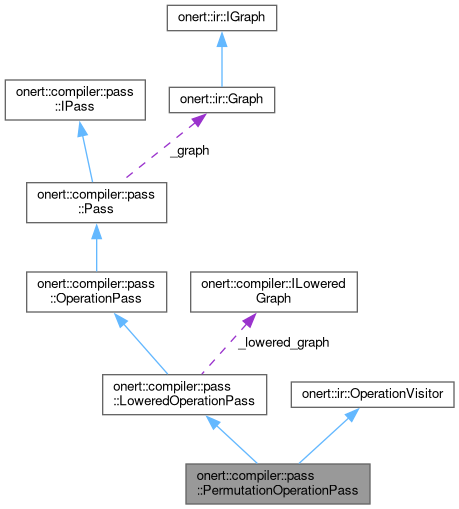 onert::ir::IGraph
onert::compiler::pass
::IPass
onert::ir::Graph
_graph
onert::compiler::pass
::Pass
onert::compiler::pass
::OperationPass
onert::compiler::ILowered
Graph
_lowered_graph
onert::compiler::pass
::LoweredOperationPass
onert::ir::OperationVisitor
onert::compiler::pass
::PermutationOperationPass